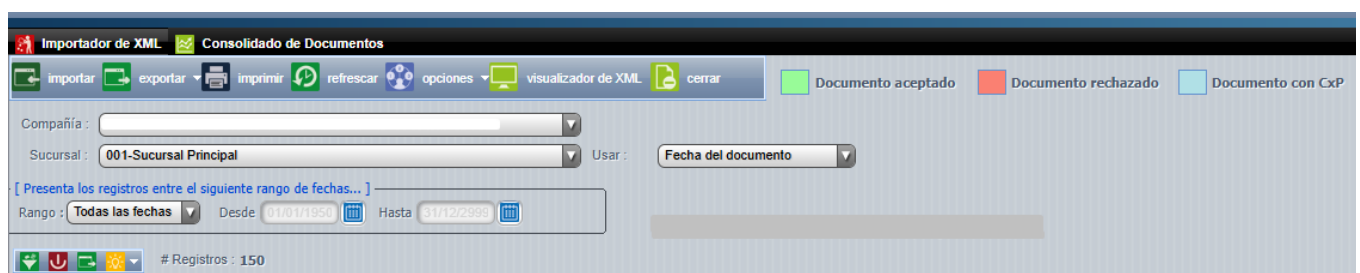 Importador de XML Consolidado de Documentos
importar exportar imprimir refrescar opciones visualizador de XML cerrar Documento aceptado Documento rechazado Documento con CxP
Compañía :
Sucursal : 001-Sucursal Principal Usar : Fecha del documento
[ Presenta los registros entre el siguiente rango de fechas... ]
Rango : Todas las fechas Desde 01/01/1950 Hasta 31/12/2999
# Registros : 150